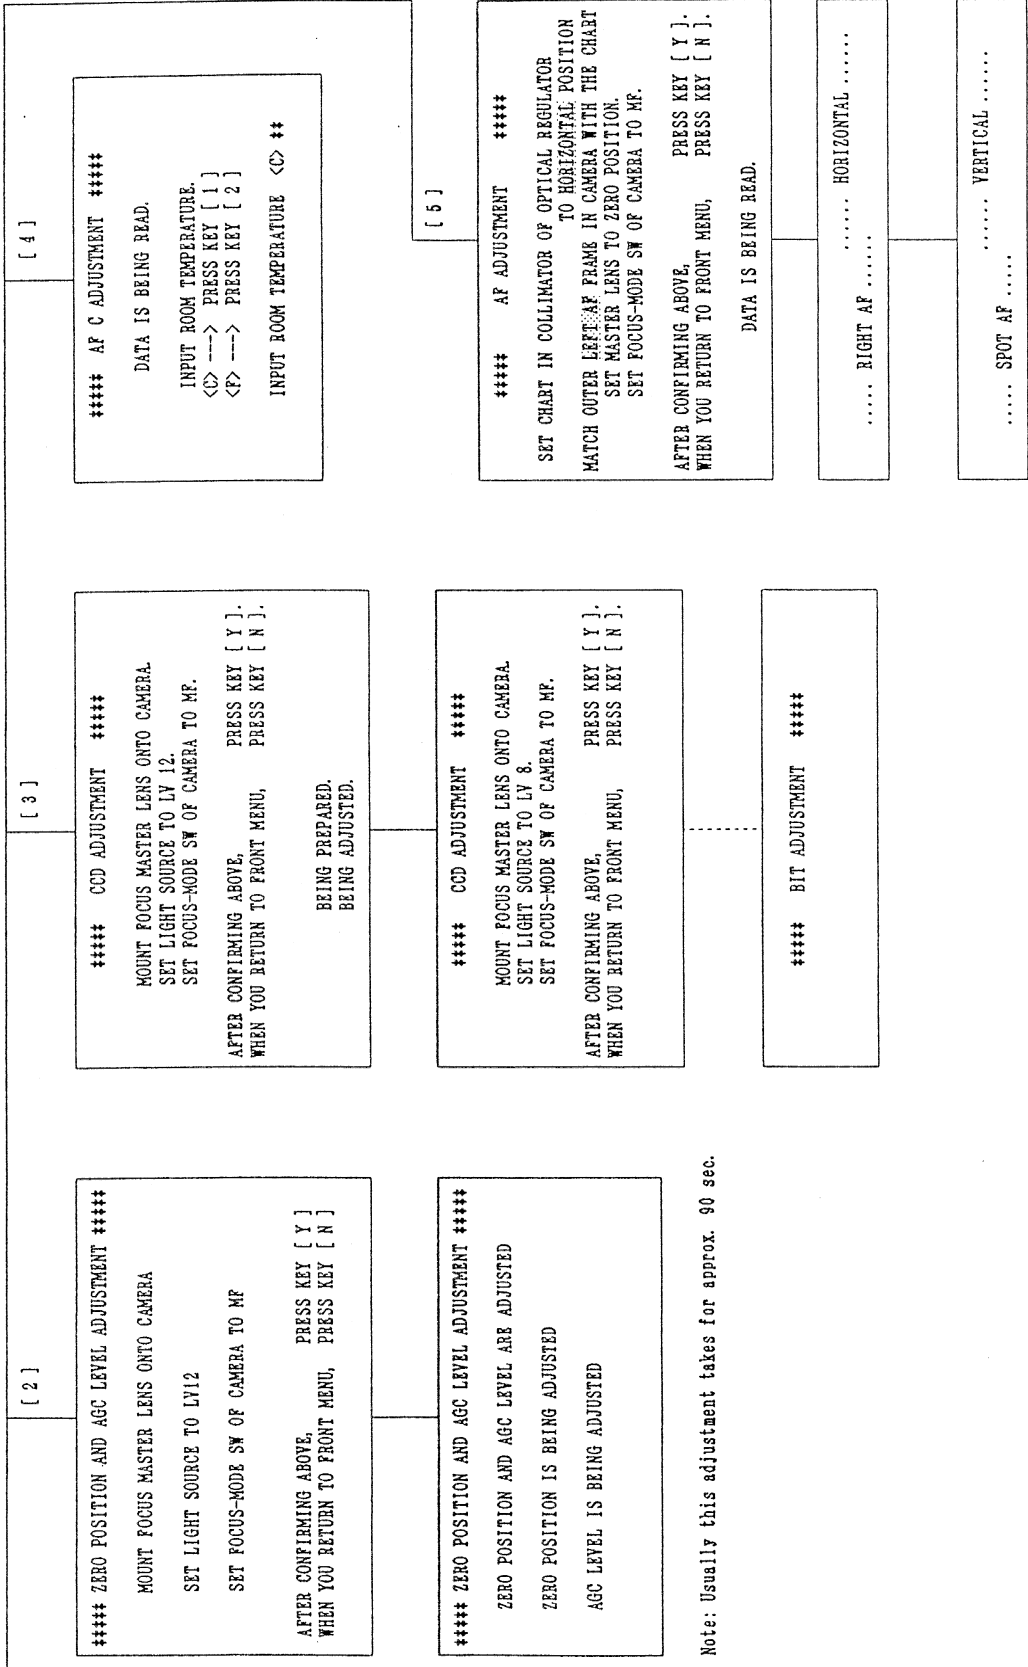 [ 2 ]
##### ZERO POSITION AND AGC LEVEL ADJUSTMENT #####
MOUNT FOCUS MASTER LENS ONTO CAMERA
SET LIGHT SOURCE TO LV12
SET FOCUS-MODE SW OF CAMERA TO MF
AFTER CONFIRMING ABOVE, PRESS KEY [ Y ]
WHEN YOU RETURN TO FRONT MENU, PRESS KEY [ N ]
##### ZERO POSITION AND AGC LEVEL ADJUSTMENT #####
ZERO POSITION AND AGC LEVEL ARE ADJUSTED
ZERO POSITION IS BEING ADJUSTED
AGC LEVEL IS BEING ADJUSTED
Note: Usually this adjustment takes for approx. 90 sec.
[ 3 ]
##### CCD ADJUSTMENT #####
MOUNT FOCUS MASTER LENS ONTO CAMERA.
SET LIGHT SOURCE TO LV 12.
SET FOCUS-MODE SW OF CAMERA TO MF.
AFTER CONFIRMING ABOVE, PRESS KEY [ Y ].
WHEN YOU RETURN TO FRONT MENU, PRESS KEY [ N ].
BEING PREPARED.
BEING ADJUSTED.
##### CCD ADJUSTMENT #####
MOUNT FOCUS MASTER LENS ONTO CAMERA.
SET LIGHT SOURCE TO LV 8.
SET FOCUS-MODE SW OF CAMERA TO MF.
AFTER CONFIRMING ABOVE, PRESS KEY [ Y ].
WHEN YOU RETURN TO FRONT MENU, PRESS KEY [ N ].
##### BIT ADJUSTMENT #####
[ 4 ]
##### AF C ADJUSTMENT #####
DATA IS BEING READ.
INPUT ROOM TEMPERATURE.
<C> ---> PRESS KEY [ 1 ]
<F> ---> PRESS KEY [ 2 ]
INPUT ROOM TEMPERATURE <C> ##
[ 5 ]
##### AF ADJUSTMENT #####
SET CHART IN COLLIMATOR OF OPTICAL REGULATOR
TO HORIZONTAL POSITION
MATCH OUTER LEFT AF FRAME IN CAMERA WITH THE CHART
SET MASTER LENS TO ZERO POSITION.
SET FOCUS-MODE SW OF CAMERA TO MF.
AFTER CONFIRMING ABOVE, PRESS KEY [ Y ].
WHEN YOU RETURN TO FRONT MENU, PRESS KEY [ N ].
DATA IS BEING READ.
...... HORIZONTAL ......
..... RIGHT AF ......
...... VERTICAL ......
..... SPOT AF .....